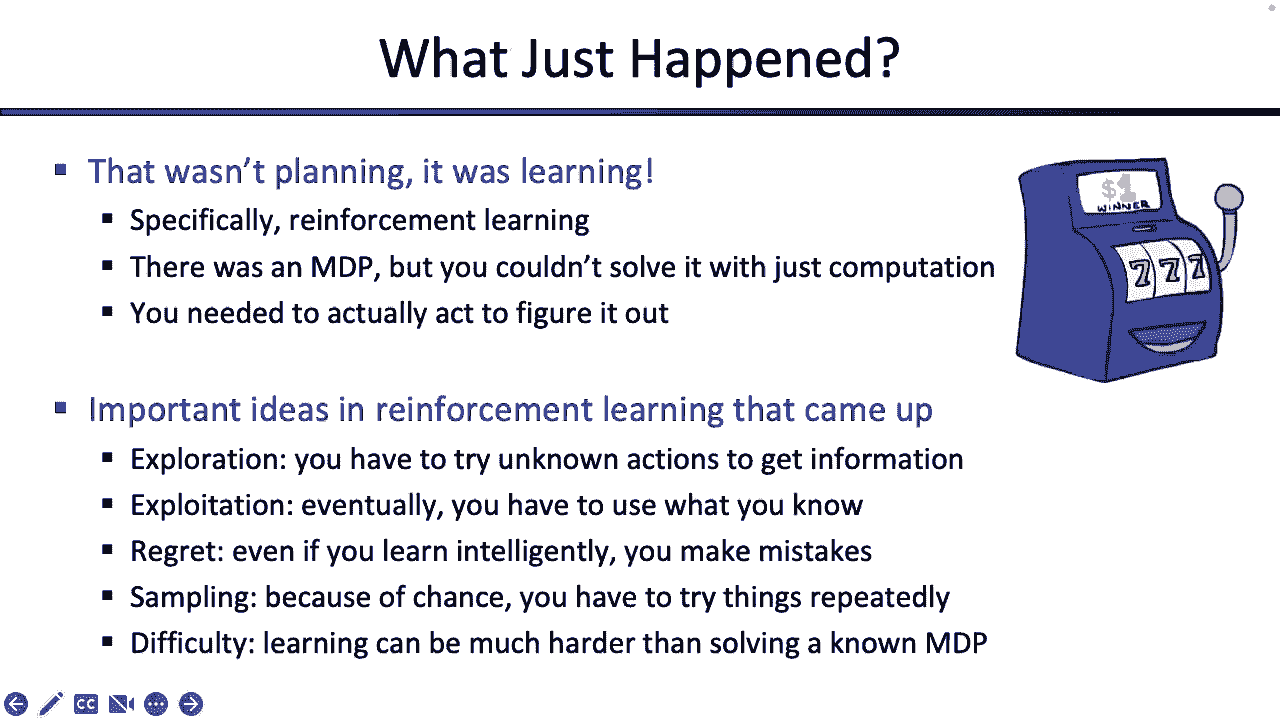 What Just Happened?
That wasn’t planning, it was learning!
Specifically, reinforcement learning
There was an MDP, but you couldn’t solve it with just computation
You needed to actually act to figure it out
$1
WINNER
777
Important ideas in reinforcement learning that came up
Exploration: you have to try unknown actions to get information
Exploitation: eventually, you have to use what you know
Regret: even if you learn intelligently, you make mistakes
Sampling: because of chance, you have to try things repeatedly
Difficulty: learning can be much harder than solving a known MDP
CC